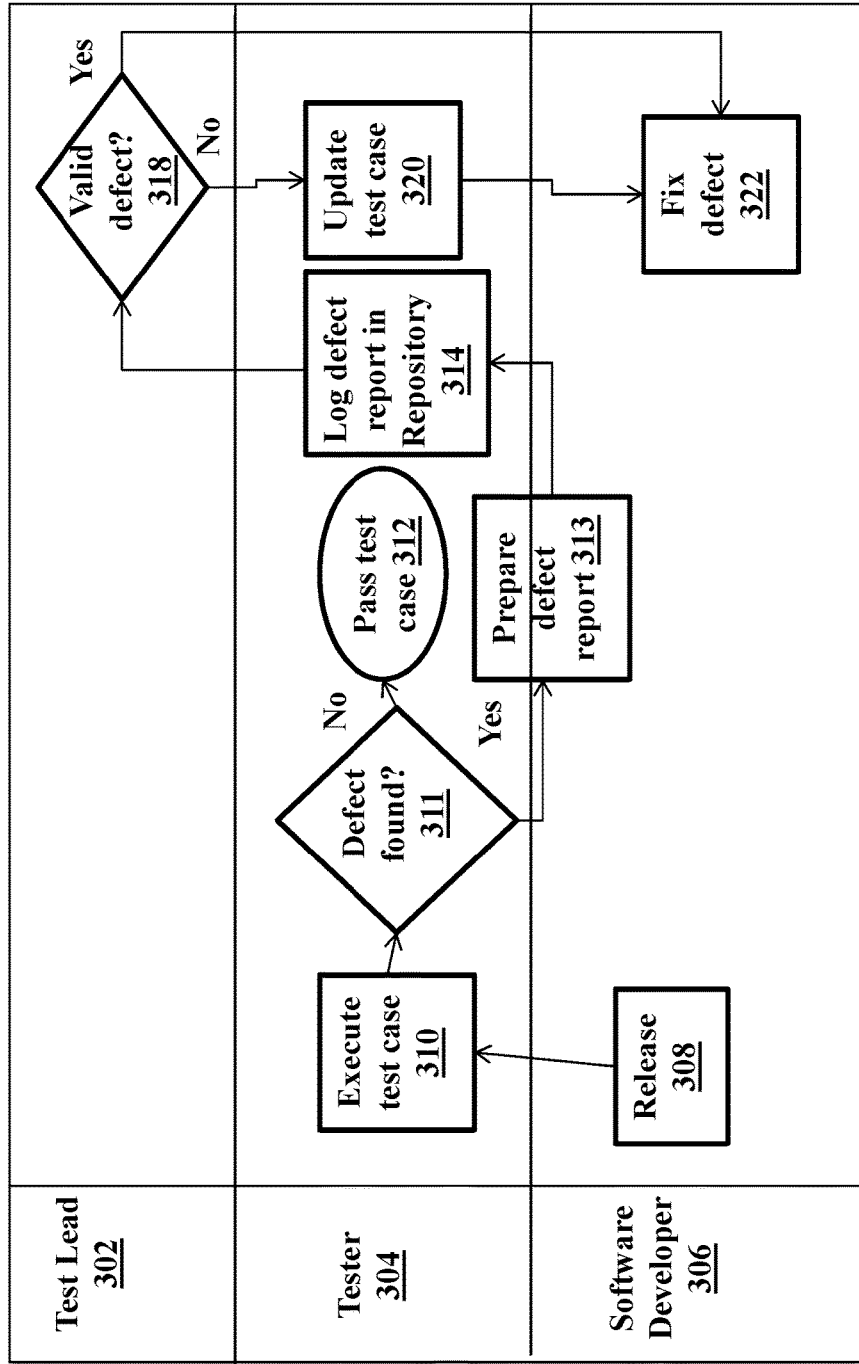 Test Lead
302
Valid
defect?
318
Yes
No
Tester
304
Execute
test case
310
Defect
found?
311
No
Yes
Pass test
case 312
Log defect
report in
Repository
314
Update
test case
320
Software
Developer
306
Release
308
Prepare
defect
report 313
Fix
defect
322